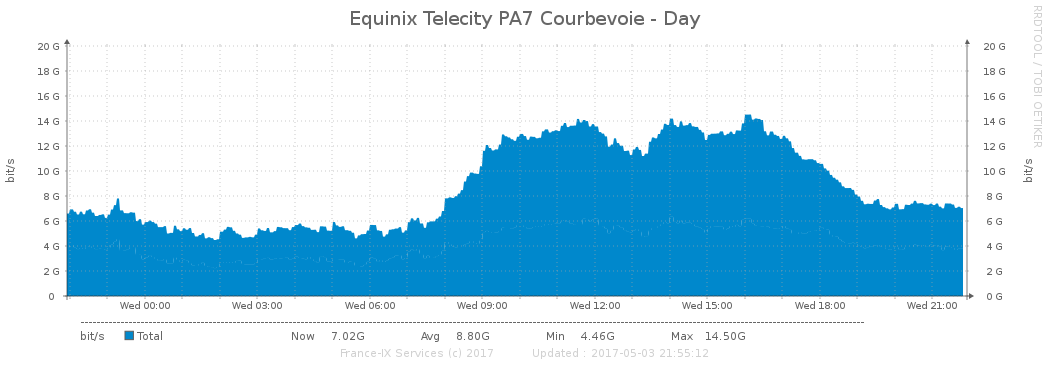 Equinix Telecity PA7 Courbevoie - Day
RRDTOOL / TOBI OETIKER
bit/s
20 G 20 G
18 G 18 G
16 G 16 G
14 G 14 G
12 G 12 G
10 G 10 G
8 G 8 G
6 G 6 G
4 G 4 G
2 G 2 G
0 0 G
bit/s
Wed 00:00 Wed 03:00 Wed 06:00 Wed 09:00 Wed 12:00 Wed 15:00 Wed 18:00 Wed 21:00
bit/s Total Now 7.02G Avg 8.80G Min 4.46G Max 14.50G
France-IX Services (c) 2017 Updated : 2017-05-03 21:55:12